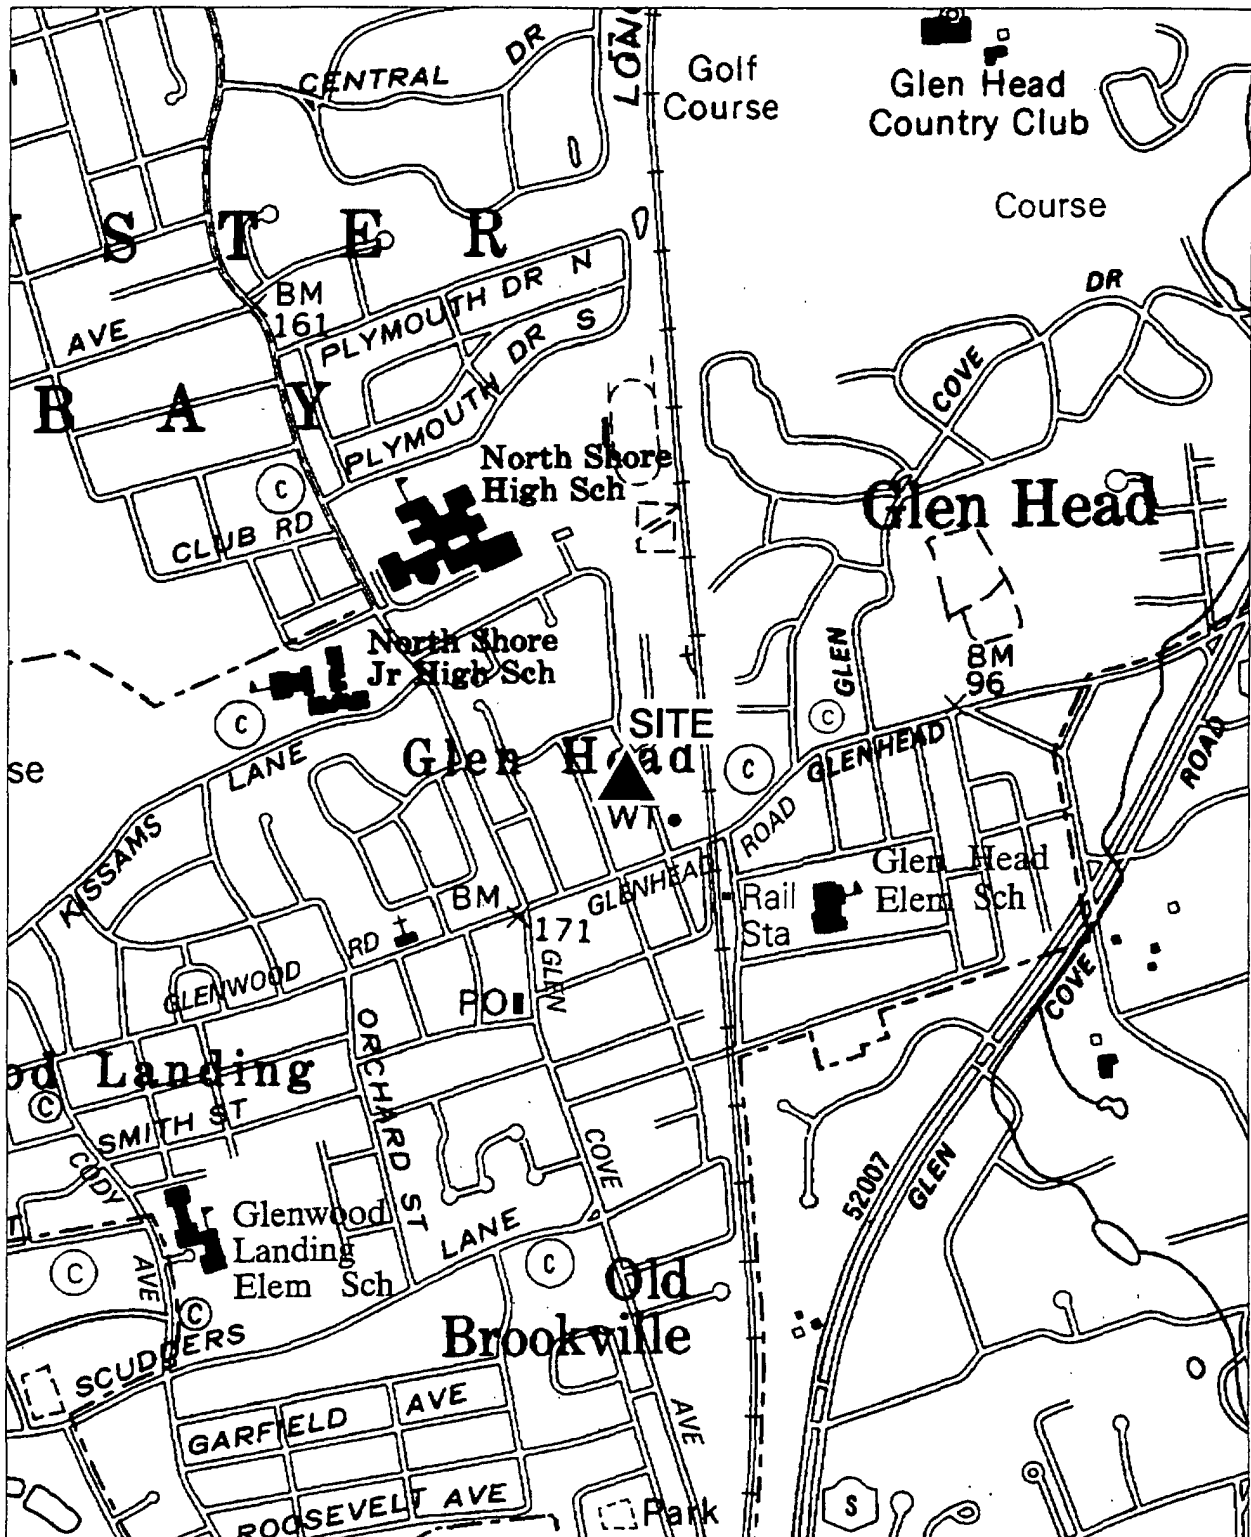 CENTRAL DR
LONG
Golf
Course
Glen Head
Country Club
Course
STER
BM
161
PLYMOUTH DR N
DR
AVE
PLYMOUTH DR S
COVE
BAY
North Shore
High Sch
C
Glen Head
CLUB RD
North Shore
Jr High Sch
GLEN
BM
96
C
C
SITE
Glen Head
C
GLENHEAD
ROAD
se
LANE
WT
ROAD
KISSAMS
Glen Head
Elem Sch
BM
171
GLENHEAD
Rail
Sta
RD
GLENWOOD
GLEN
COVE
PO
ORCHARD ST
od Landing
C
SMITH ST
CODY
COVE
52007
GLEN
Glenwood
Landing
Elem Sch
LANE
C
AVE
C
C
Old
Brookville
SCUDDERS
GARFIELD AVE
AVE
ROOSEVELT AVE
Park
S